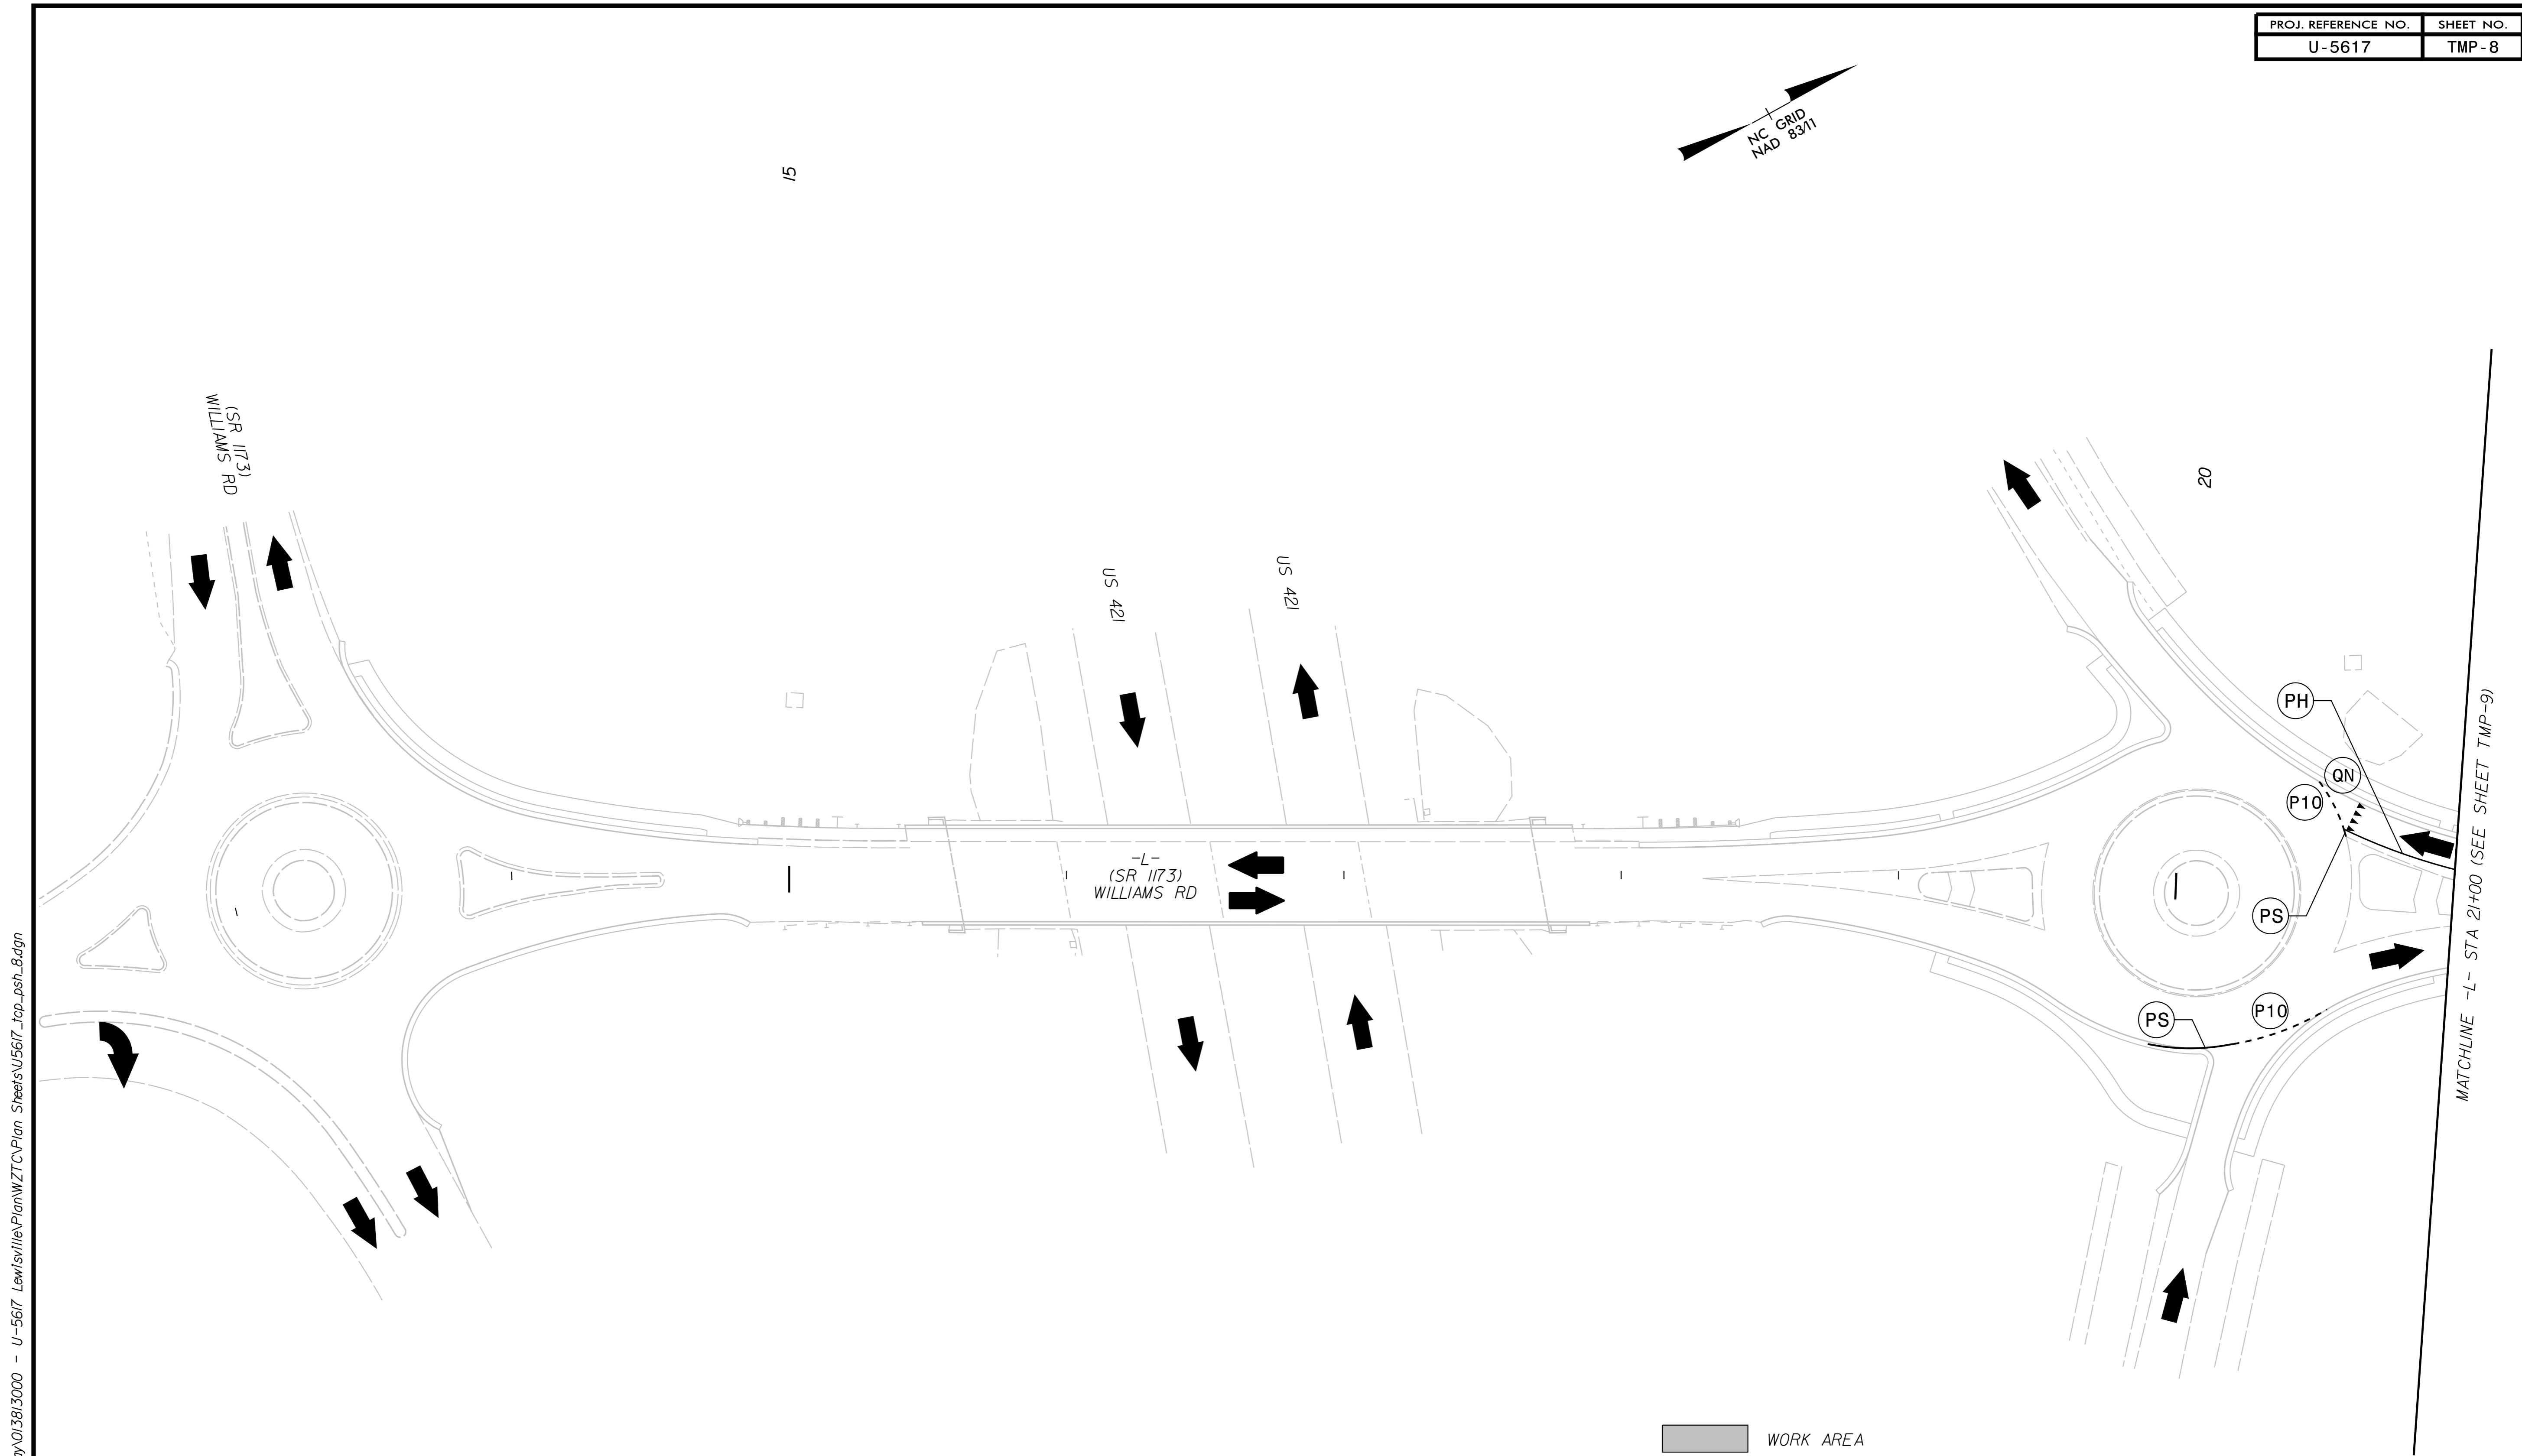 PROJ. REFERENCE NO.
SHEET NO.
U-5617
TMP-8
NC GRID
NAD 83/11
15
20
(SR 1173)
WILLIAMS RD
US 421
US 421
-L-
(SR 1173)
WILLIAMS RD
PH
QN
P10
PS
P10
PS
MATCHLINE -L- STA 21+00 (SEE SHEET TMP-9)
WORK AREA
013813000 - U-5617 Lewisville\Plan\WZTC\Plan Sheets\U5617_tcp_psh_8.dgn